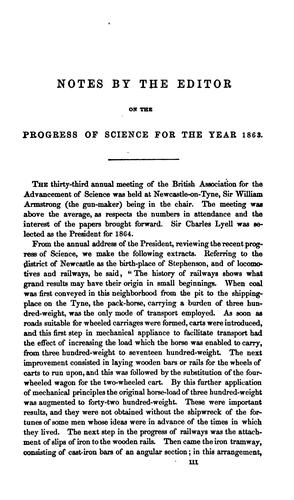 NOTES BY THE EDITOR
ON THE
PROGRESS OF SCIENCE FOR THE YEAR 1863.
THE thirty-third annual meeting of the British Association for the
Advancement of Science was held at Newcastle-on-Tyne, Sir William
Armstrong (the gun-maker) being in the chair. The meeting was
above the average, as respects the numbers in attendance and the
interest of the papers brought forward. Sir Charles Lyell was se-
lected as the President for 1864.
From the annual address of the President, reviewing the recent prog-
ress of Science, we make the following extracts. Referring to the
district of Newcastle as the birth-place of Stephenson, and of locomo-
tives and railways, he said, "The history of railways shows what
grand results may have their origin in small beginnings. When coal
was first conveyed in this neighborhood from the pit to the shipping-
place on the Tyne, the pack-horse, carrying a burden of three hun-
dred-weight, was the only mode of transport employed. As soon as
roads suitable for wheeled carriages were formed, carts were introduced,
and this first step in mechanical appliance to facilitate transport had
the effect of increasing the load which the horse was enabled to carry,
from three hundred-weight to seventeen hundred-weight. The next
improvement consisted in laying wooden bars or rails for the wheels of
carts to run upon, and this was followed by the substitution of the four-
wheeled wagon for the two-wheeled cart. By this further application
of mechanical principles the original horse-load of three hundred-weight
was augmented to forty-two hundred-weight. These were important
results, and they were not obtained without the shipwreck of the for-
tunes of some men whose ideas were in advance of the times in which
they lived. The next step in the progress of railways was the attach-
ment of slips of iron to the wooden rails. Then came the iron tramway,
consisting of cast-iron bars of an angular section; in this arrangement,
III